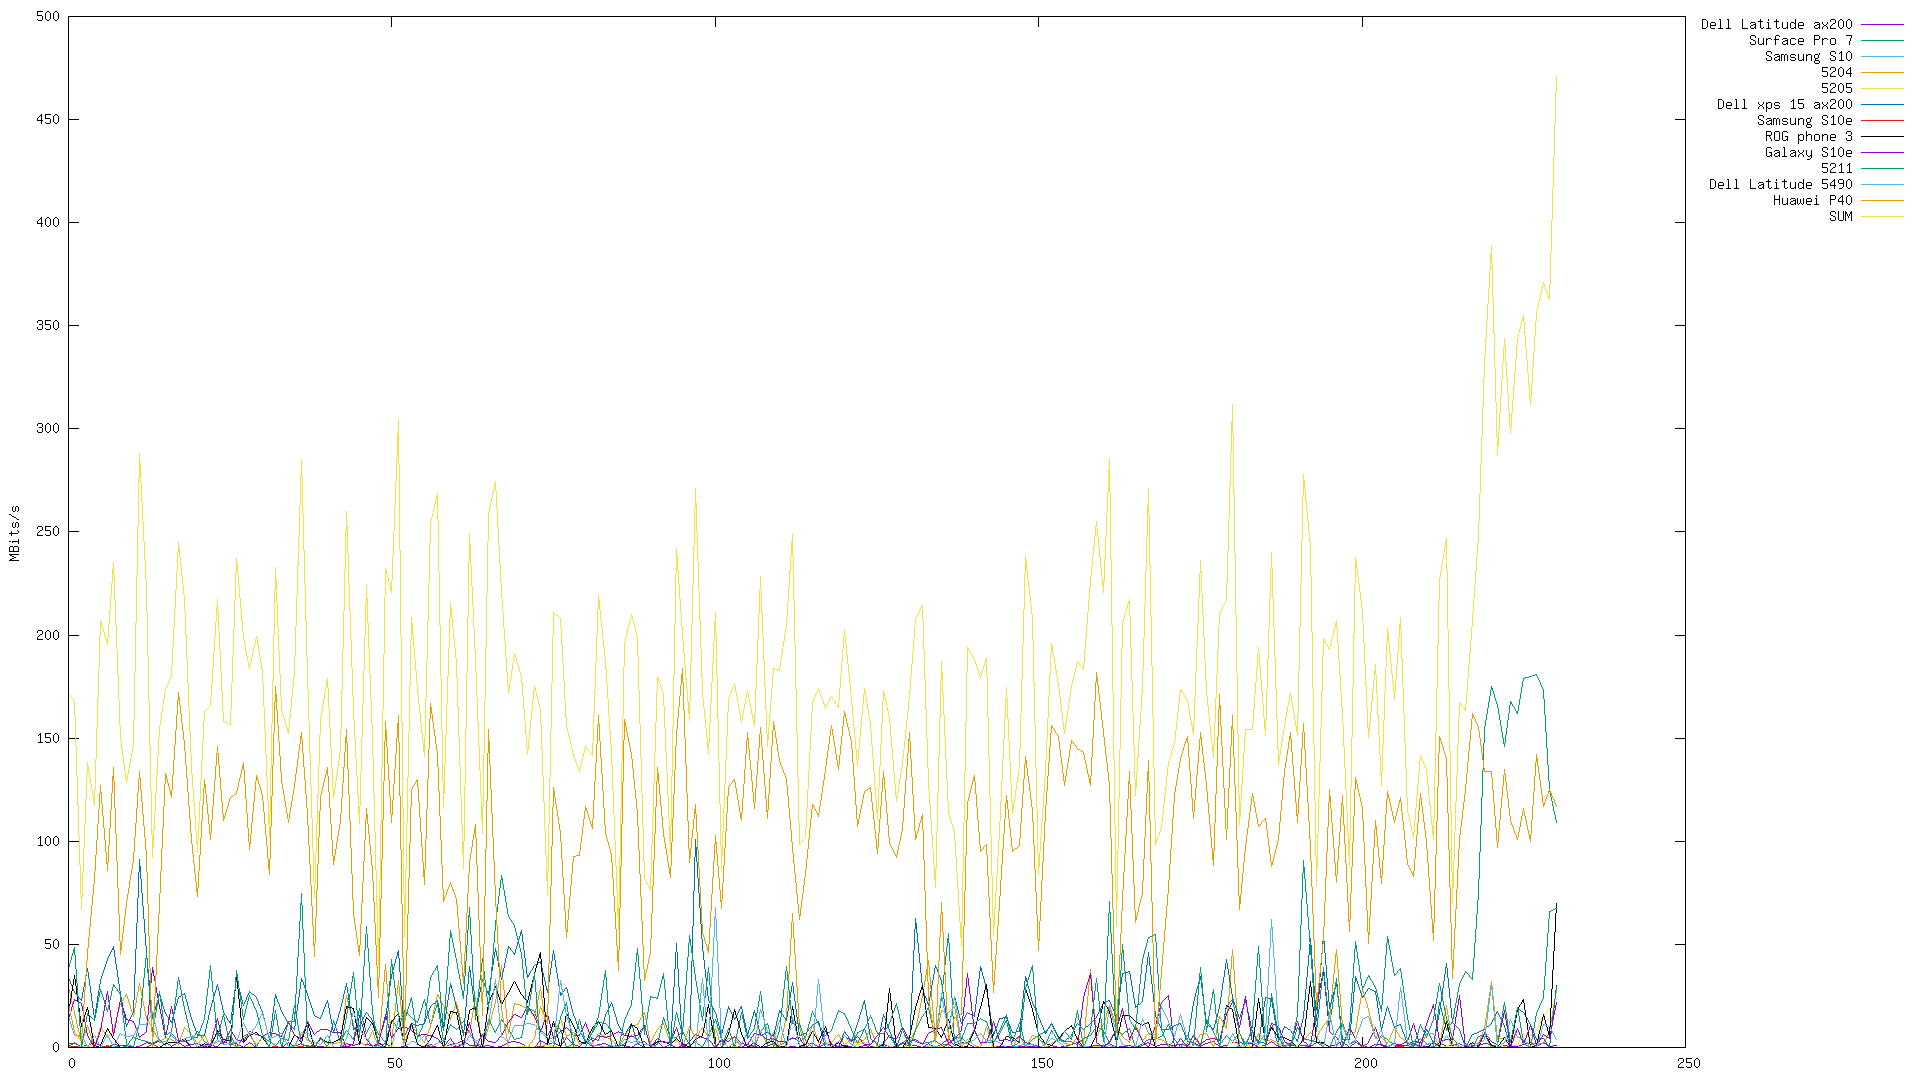 500
450
400
350
300
250
200
150
100
50
0
MBits/s
0 50 100 150 200 250
Dell Latitude ax200
Surface Pro 7
Samsung S10
5204
5205
Dell xps 15 ax200
Samsung S10e
ROG phone 3
Galaxy S10e
5211
Dell Latitude 5490
Huawei P40
SUM